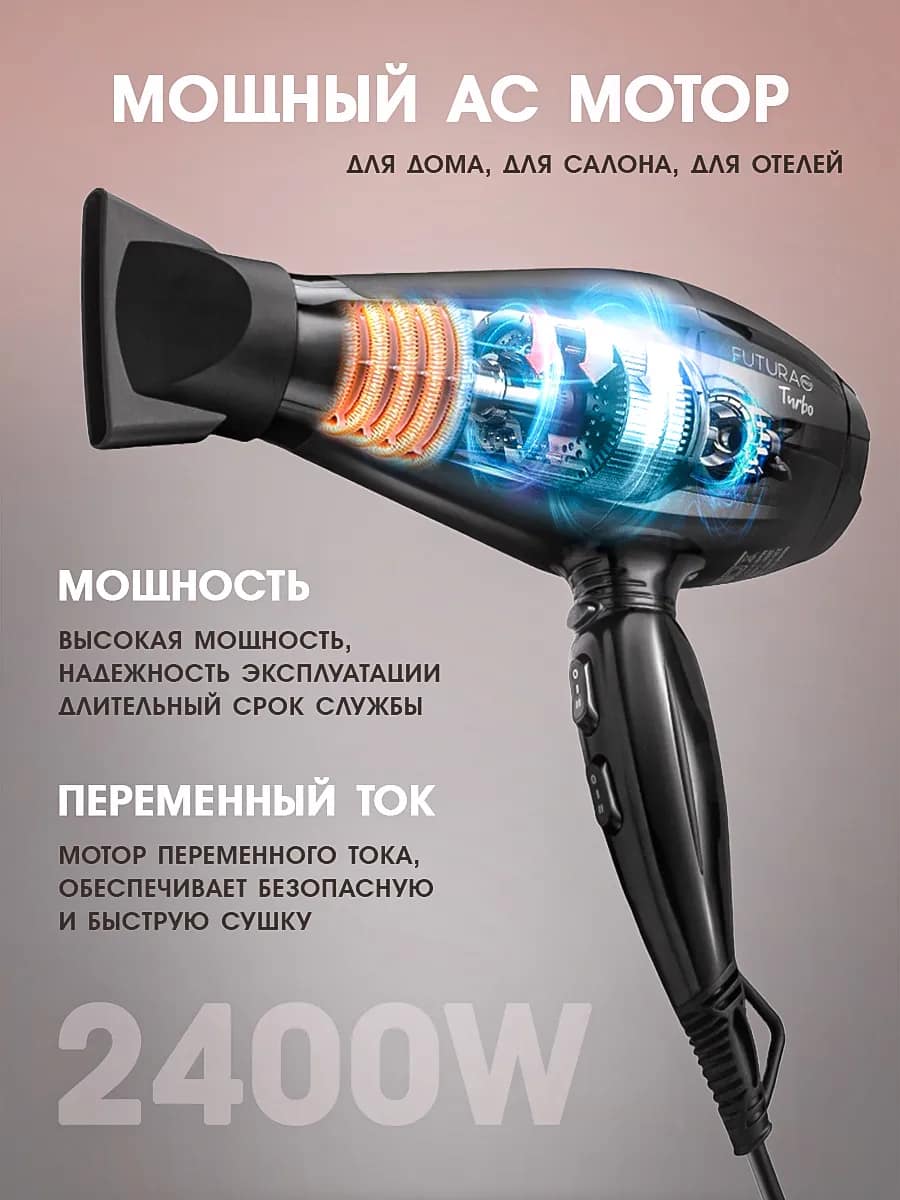 МОЩНЫЙ АС МОТОР
ДЛЯ ДОМА, ДЛЯ САЛОНА, ДЛЯ ОТЕЛЕЙ
FUTURA
Turbo
МОЩНОСТЬ
ВЫСОКАЯ МОЩНОСТЬ,
НАДЕЖНОСТЬ ЭКСПЛУАТАЦИИ
ДЛИТЕЛЬНЫЙ СРОК СЛУЖБЫ
ПЕРЕМЕННЫЙ ТОК
МОТОР ПЕРЕМЕННОГО ТОКА,
ОБЕСПЕЧИВАЕТ БЕЗОПАСНУЮ
И БЫСТРУЮ СУШКУ
2400W